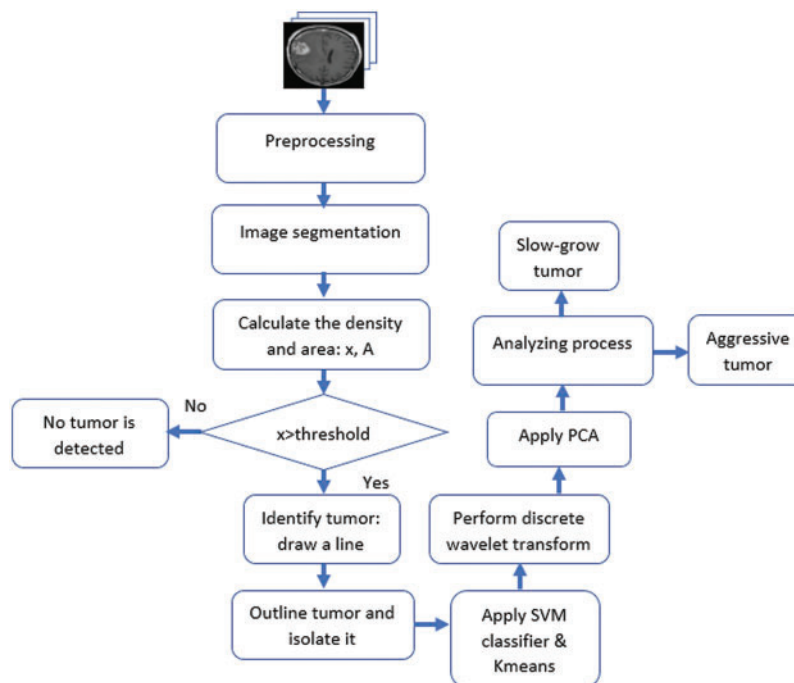 Preprocessing
Image segmentation
Calculate the density
and area: x, A
x>threshold
No
No tumor is
detected
Yes
Identify tumor:
draw a line
Outline tumor and
isolate it
Apply SVM
classifier &
Kmeans
Perform discrete
wavelet transform
Apply PCA
Analyzing process
Slow-grow
tumor
Aggressive
tumor